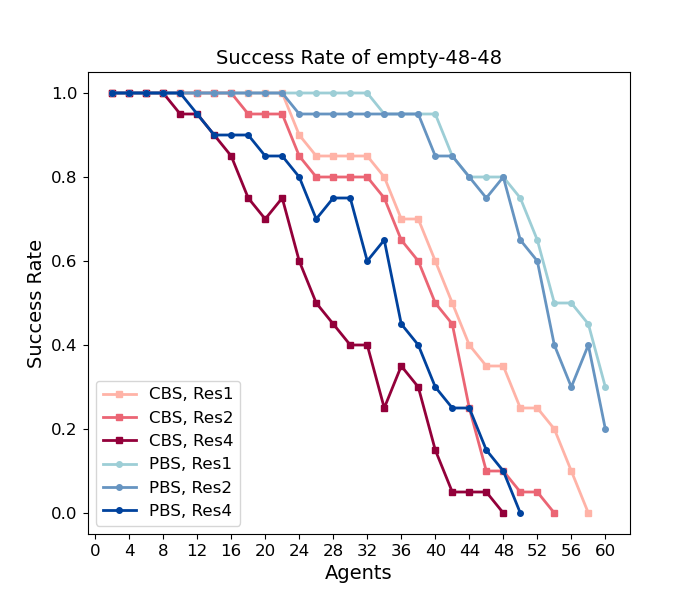 Success Rate of empty-48-48
Success Rate
1.0
0.8
0.6
0.4
0.2
0.0
CBS, Res1
CBS, Res2
CBS, Res4
PBS, Res1
PBS, Res2
PBS, Res4
0 4 8 12 16 20 24 28 32 36 40 44 48 52 56 60
Agents